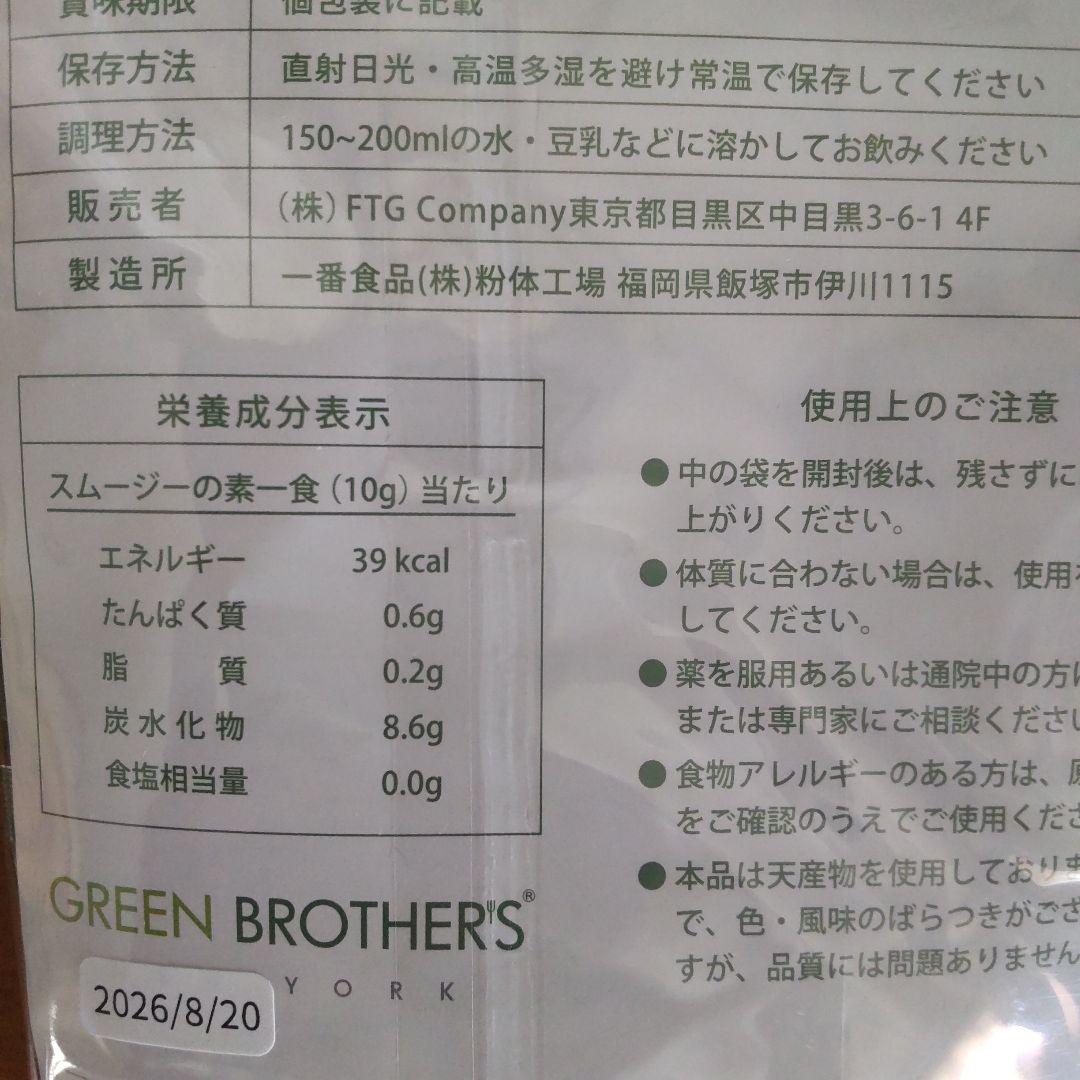 賞味期限 個包装に記載
保存方法 直射日光・高温多湿を避け常温で保存してください
調理方法 150~200mlの水・豆乳などに溶かしてお飲みください
販売者 （株）FTG Company東京都目黒区中目黒3-6-1 4F
製造所 一番食品(株)粉体工場 福岡県飯塚市伊川1115
栄養成分表示
スムージーの素一食（10g）当たり
エネルギー 39 kcal
たんぱく質 0.6g
脂質 0.2g
炭水化物 8.6g
食塩相当量 0.0g
GREEN BROTHER'S®
YORK
2026/8/20
使用上のご注意
●中の袋を開封後は、残さずに
上がりください。
●体質に合わない場合は、使用
してください。
●薬を服用あるいは通院中の方
または専門家にご相談くださ
●食物アレルギーのある方は、
をご確認のうえでご使用くだ
●本品は天産物を使用しており
で、色・風味のばらつきがご
すが、品質には問題ありません